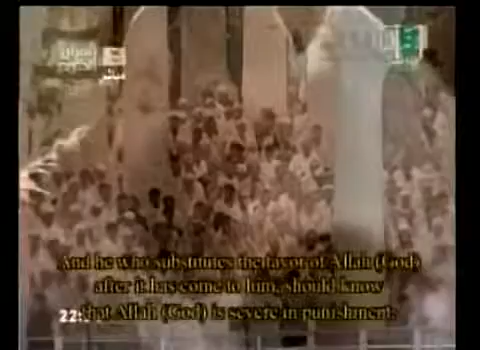 And he who substitutes the favor of Allah (God)
after it has come to him, should know
that Allah (God) is severe in punishment.
22: